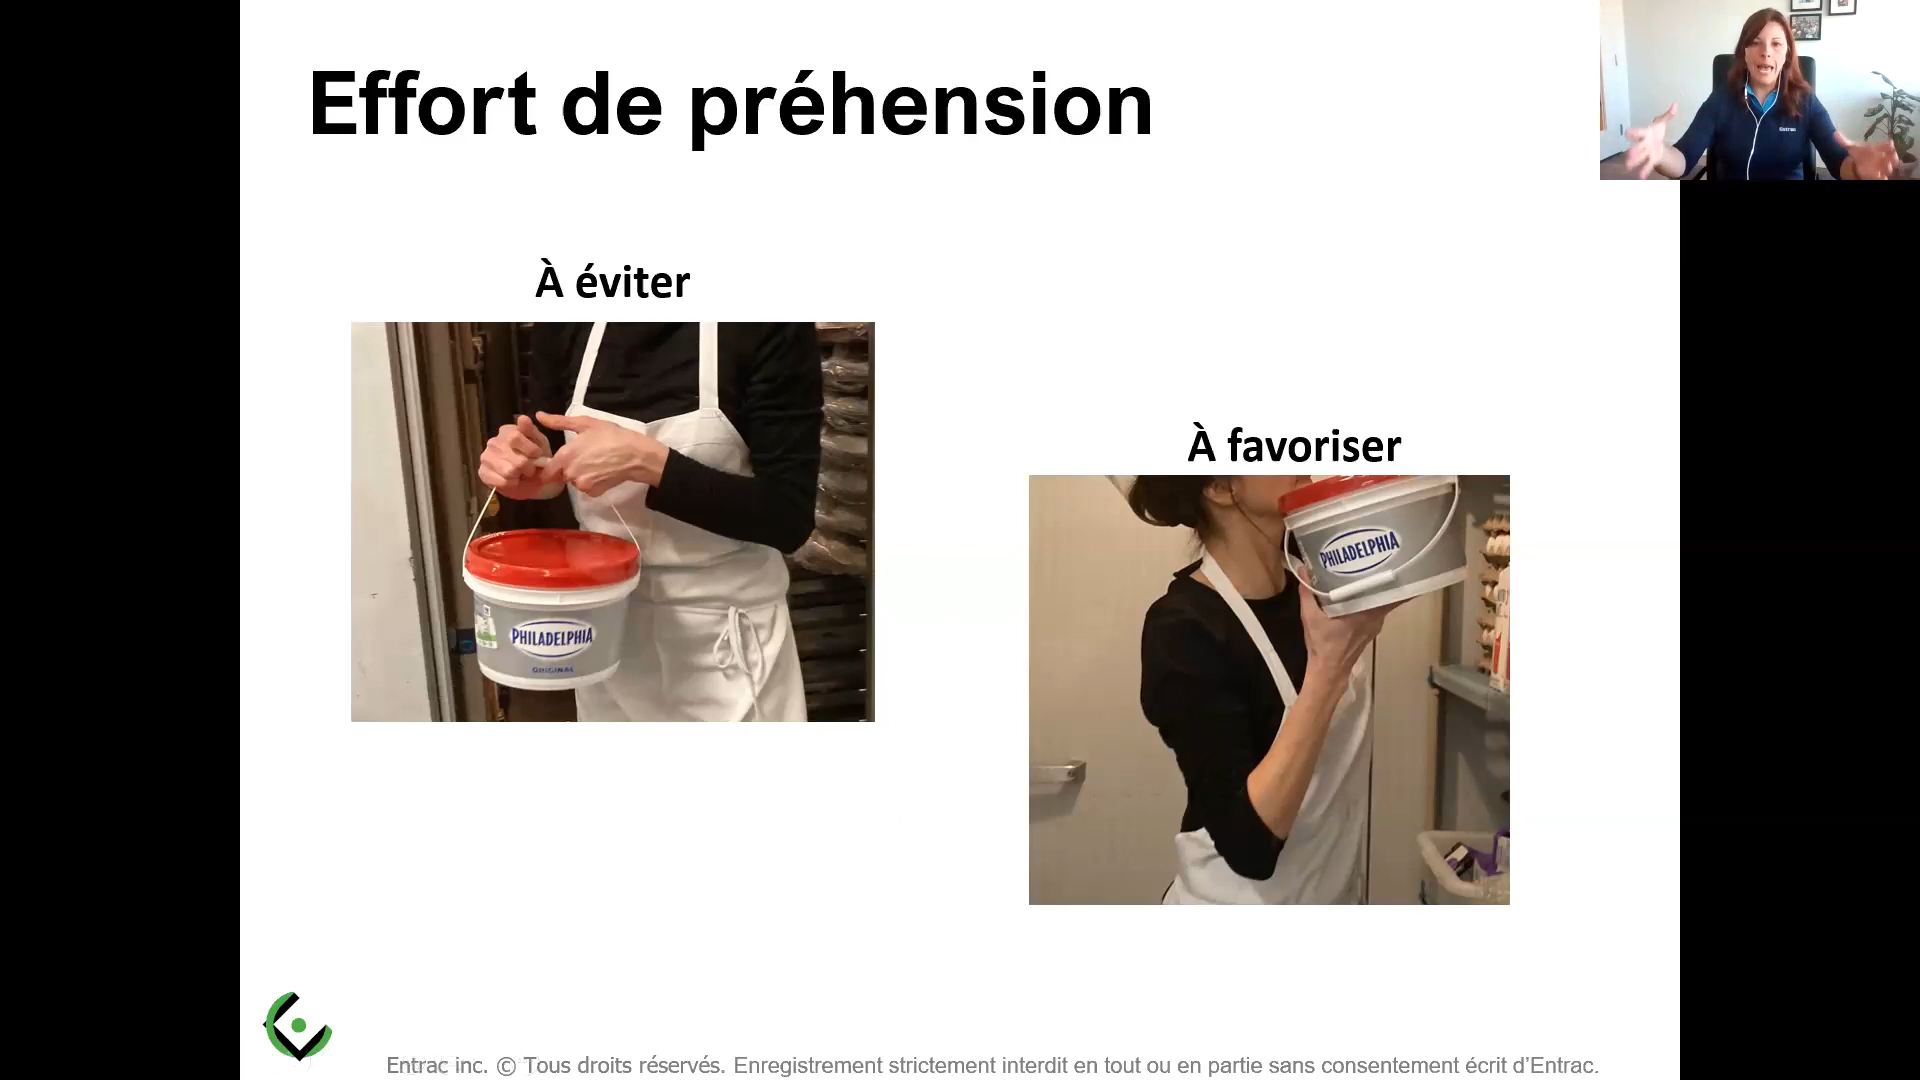 Effort de préhension
À éviter
PHILADELPHIA
ORIGINAL
À favoriser
PHILADELPHIA
Entrac
Entrac inc. © Tous droits réservés. Enregistrement strictement interdit en tout ou en partie sans consentement écrit d’Entrac.